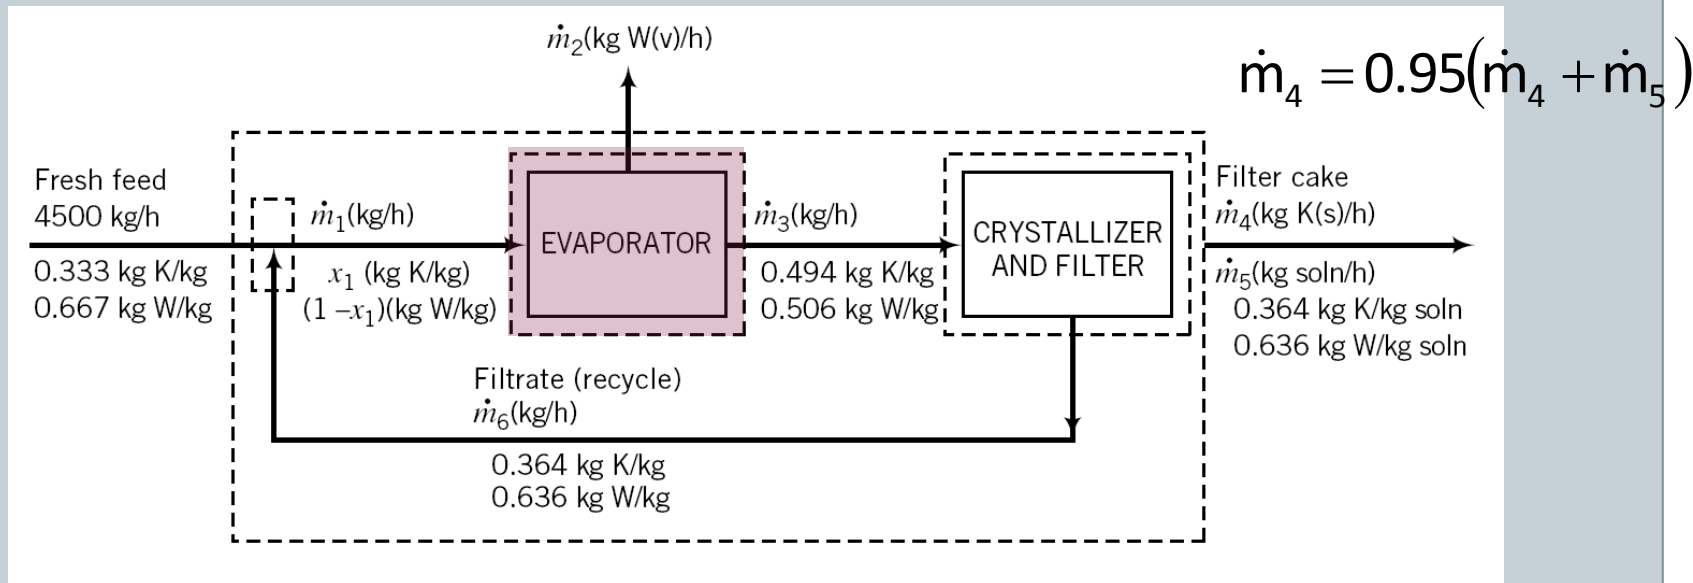 ṁ₂(kg W(v)/h)
ṁ₄ = 0.95(ṁ₄ + ṁ₅)
Fresh feed
4500 kg/h
0.333 kg K/kg
0.667 kg W/kg
ṁ₁(kg/h)
x₁ (kg K/kg)
(1 –x₁)(kg W/kg)
EVAPORATOR
ṁ₃(kg/h)
0.494 kg K/kg
0.506 kg W/kg
CRYSTALLIZER
AND FILTER
Filter cake
ṁ₄(kg K(s)/h)
ṁ₅(kg soln/h)
0.364 kg K/kg soln
0.636 kg W/kg soln
Filtrate (recycle)
ṁ₆(kg/h)
0.364 kg K/kg
0.636 kg W/kg